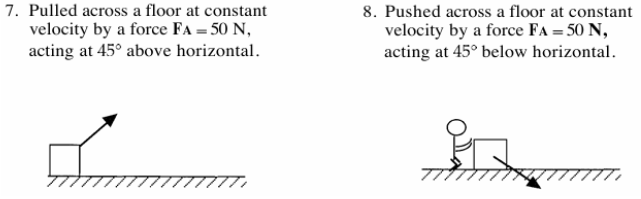 7. Pulled across a floor at constant
velocity by a force FA = 50 N,
acting at 45° above horizontal.
8. Pushed across a floor at constant
velocity by a force FA = 50 N,
acting at 45° below horizontal.